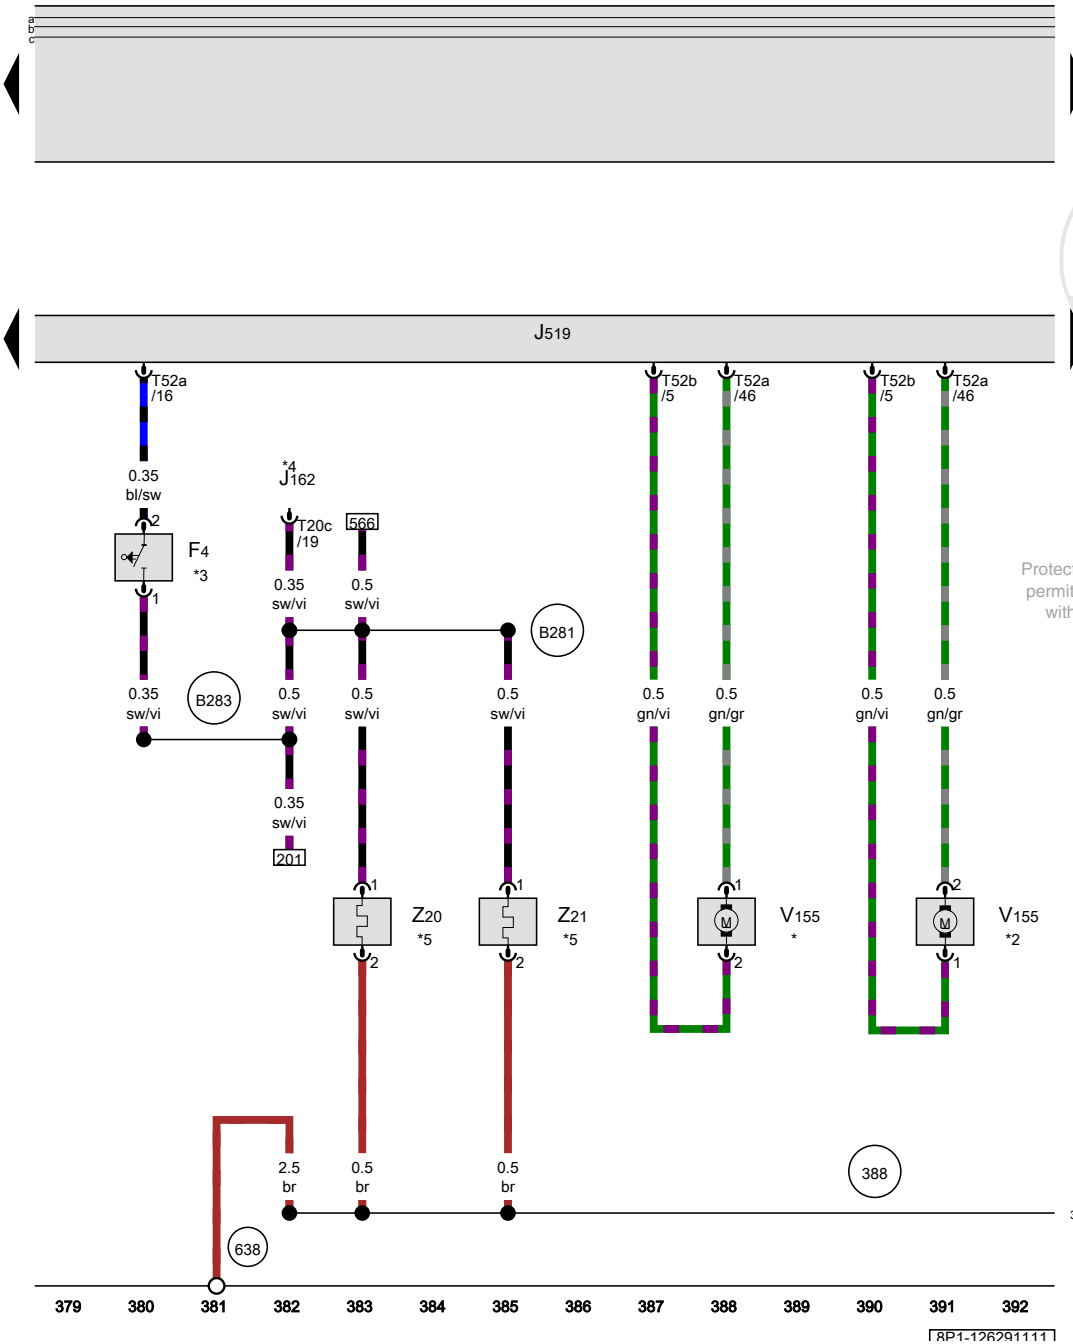 a
b
c
J519
T52a
/16
T52b
/5
T52a
/46
T52b
/5
T52a
/46
0.35
bl/sw
*4
J162
T20c
/19
566
2
F4
*3
1
Protec
permit
with
0.35
sw/vi
0.5
sw/vi
B281
0.35
sw/vi
B283
0.5
sw/vi
0.5
sw/vi
0.5
sw/vi
0.5
gn/vi
0.5
gn/gr
0.5
gn/vi
0.5
gn/gr
0.35
sw/vi
201
1
Z20
*5
2
1
Z21
*5
2
1
M
V155
*
2
2
M
V155
*2
1
2.5
br
0.5
br
0.5
br
388
638
379 380 381 382 383 384 385 386 387 388 389 390 391 392
8P1-126291111